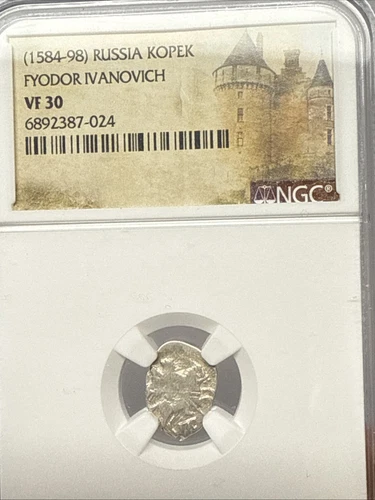 (1584-98) RUSSIA KOPEK
FYODOR IVANOVICH
VF 30
6892387-024
NGC®